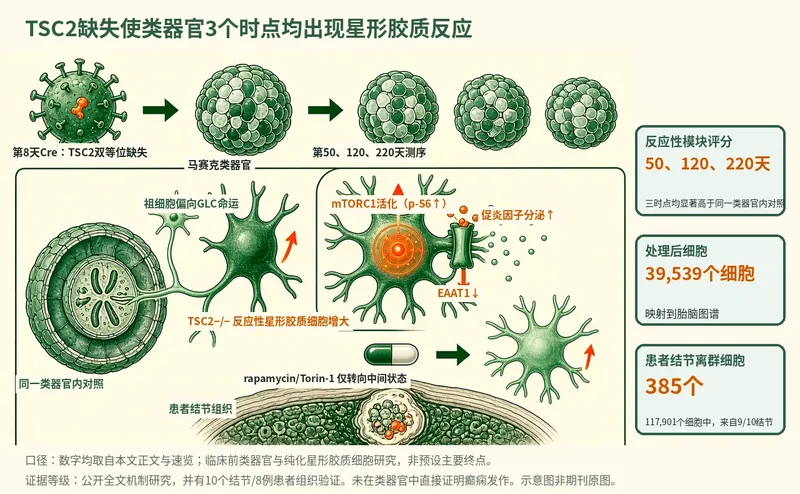 TSC2缺失使类器官3个时点均出现星形胶质反应
第8天Cre：TSC2双等位缺失
马赛克类器官
第50、120、220天测序
祖细胞偏向GLC命运
TSC2−/− 反应性星形胶质细胞增大
同一类器官内对照
mTORC1活化（p-S6↑）
促炎因子分泌↑
EAAT1↓
rapamycin/Torin-1 仅转向中间状态
患者结节组织
反应性模块评分
50、120、220天
三时点均显著高于同一类器官内对照
处理后细胞
39,539个细胞
映射到胎脑图谱
患者结节离群细胞
385个
117,901个细胞中，来自9/10结节
口径：数字均取自本文正文与速览；临床前类器官与纯化星形胶质细胞研究，非预设主要终点。
证据等级：公开全文机制研究，并有10个结节/8例患者组织验证。未在类器官中直接证明癫痫发作。示意图非期刊原图。